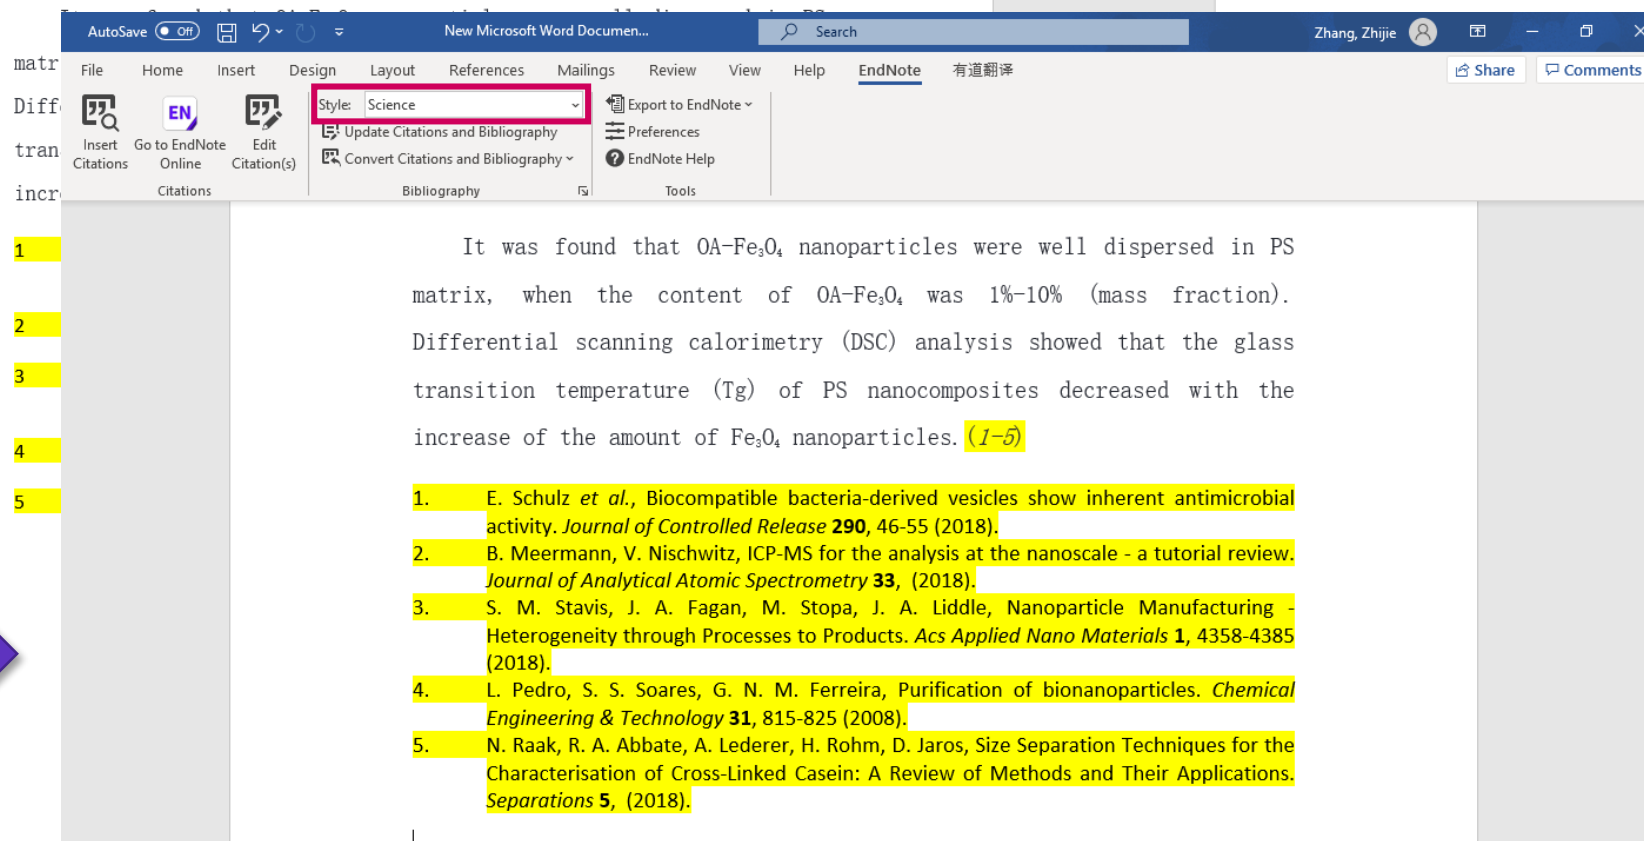 AutoSave Off New Microsoft Word Documen... Search Zhang, Zhijie
File Home Insert Design Layout References Mailings Review View Help EndNote 有道翻译 Share Comments
Insert Citations
EN
Go to EndNote Online
Edit Citation(s)
Citations
Style: Science
Update Citations and Bibliography
Convert Citations and Bibliography
Bibliography
Export to EndNote
Preferences
EndNote Help
Tools
matr
Diff
tran
incr
1
2
3
4
5
It was found that OA-Fe₃O₄ nanoparticles were well dispersed in PS
matrix, when the content of OA-Fe₃O₄ was 1%-10% (mass fraction).
Differential scanning calorimetry (DSC) analysis showed that the glass
transition temperature (Tg) of PS nanocomposites decreased with the
increase of the amount of Fe₃O₄ nanoparticles.(1-5)
1. E. Schulz et al., Biocompatible bacteria-derived vesicles show inherent antimicrobial
activity. Journal of Controlled Release 290, 46-55 (2018).
2. B. Meermann, V. Nischwitz, ICP-MS for the analysis at the nanoscale - a tutorial review.
Journal of Analytical Atomic Spectrometry 33, (2018).
3. S. M. Stavis, J. A. Fagan, M. Stopa, J. A. Liddle, Nanoparticle Manufacturing -
Heterogeneity through Processes to Products. Acs Applied Nano Materials 1, 4358-4385
(2018).
4. L. Pedro, S. S. Soares, G. N. M. Ferreira, Purification of bionanoparticles. Chemical
Engineering & Technology 31, 815-825 (2008).
5. N. Raak, R. A. Abbate, A. Lederer, H. Rohm, D. Jaros, Size Separation Techniques for the
Characterisation of Cross-Linked Casein: A Review of Methods and Their Applications.
Separations 5, (2018).